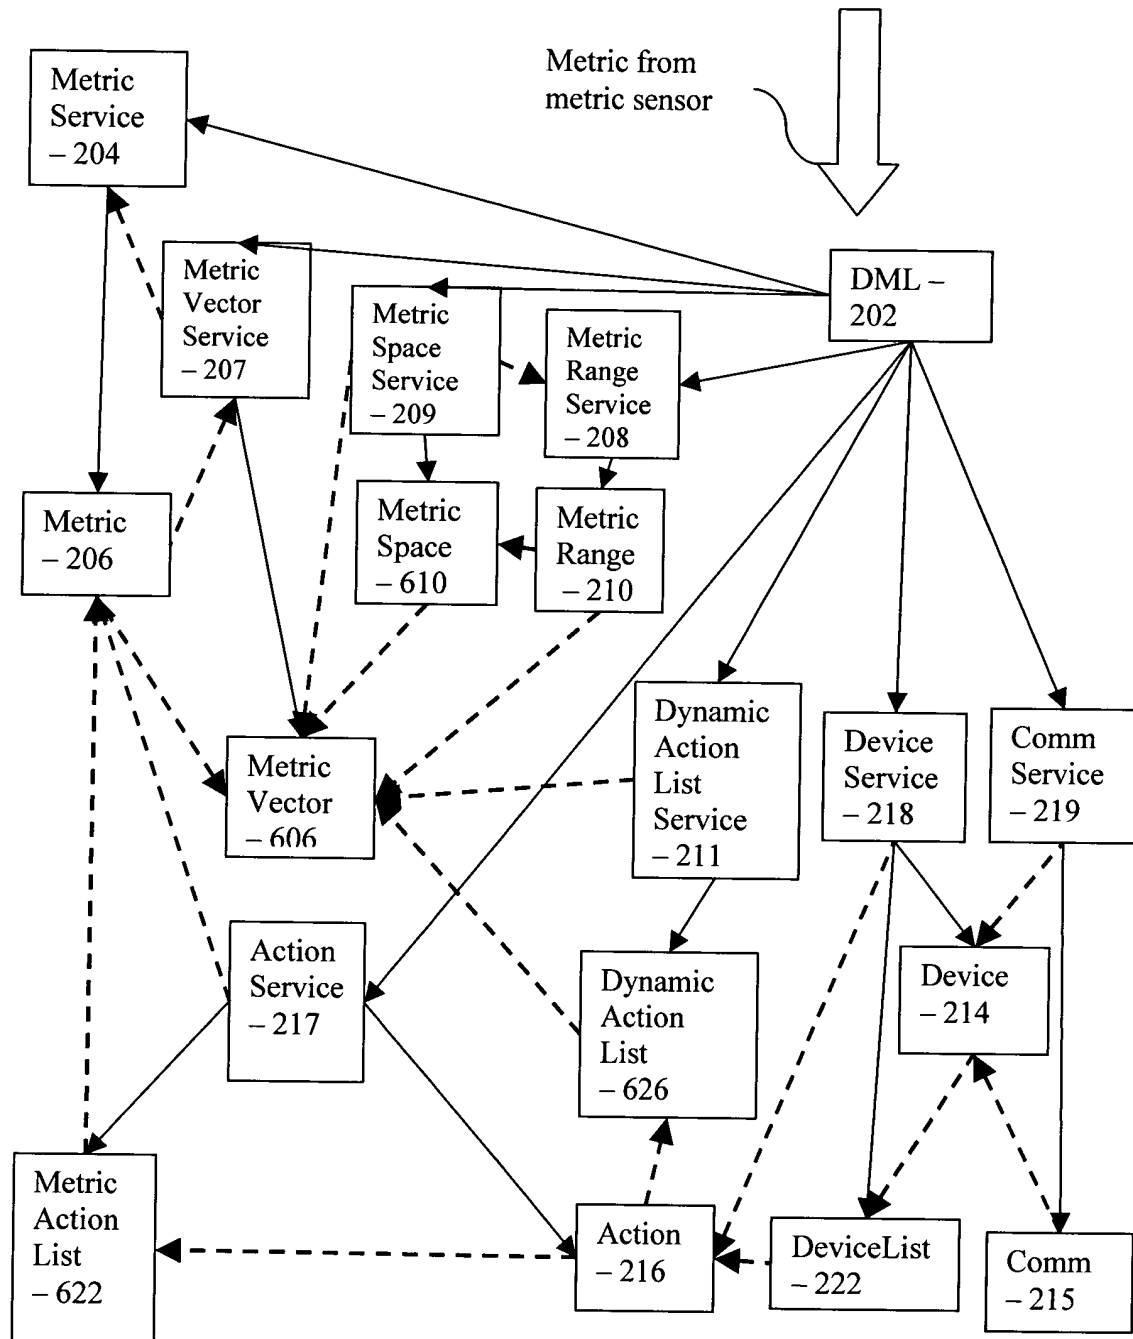 Metric from
metric sensor
Metric
Service
– 204
DML –
202
Metric
Vector
Service
– 207
Metric
Space
Service
– 209
Metric
Range
Service
– 208
Metric
– 206
Metric
Space
– 610
Metric
Range
– 210
Metric
Vector
– 606
Dynamic
Action
List
Service
– 211
Device
Service
– 218
Comm
Service
– 219
Action
Service
– 217
Dynamic
Action
List
– 626
Device
– 214
Metric
Action
List
– 622
Action
– 216
DeviceList
– 222
Comm
– 215